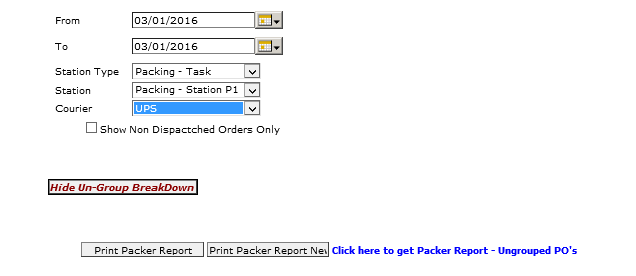 From 03/01/2016
To 03/01/2016
Station Type Packing - Task
Station Packing - Station P1
Courier UPS
Show Non Dispactched Orders Only
Hide Un-Group BreakDown
Print Packer Report Print Packer Report Click here to get Packer Report - Ungrouped PO's